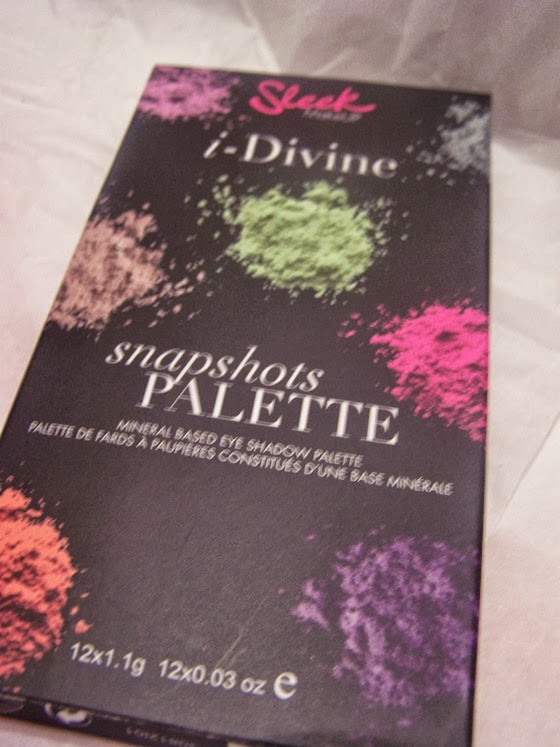 Sleek
MakeUP
i-Divine
snapshots
PALETTE
MINERAL BASED EYE SHADOW PALETTE
PALETTE DE FARDS À PAUPIÈRES CONSTITUÉS D'UNE BASE MINÉRALE
12x1.1g 12x0.03 oz e